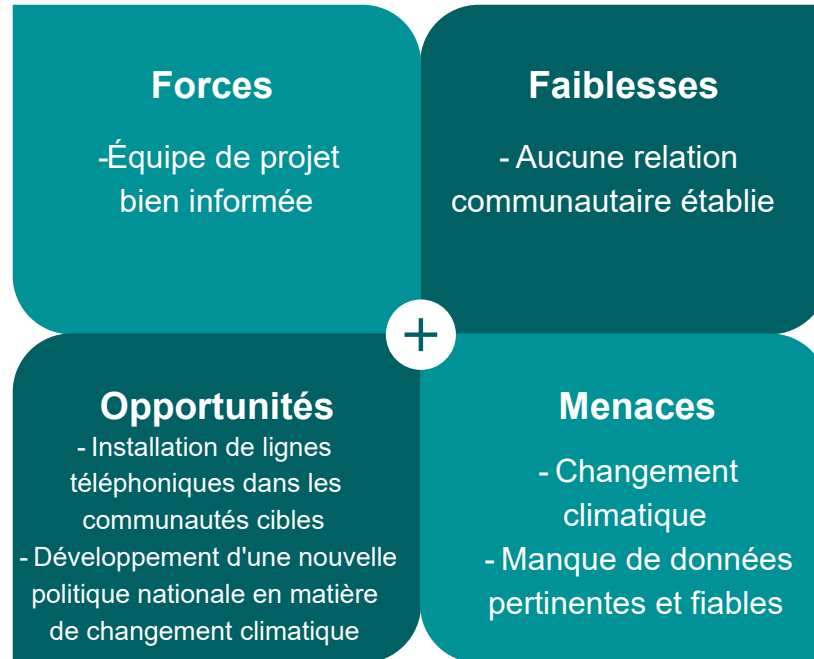 Forces
-Équipe de projet
bien informée
Faiblesses
- Aucune relation
communautaire établie
+
Opportunités
- Installation de lignes
téléphoniques dans les
communautés cibles
- Développement d'une nouvelle
politique nationale en matière
de changement climatique
Menaces
- Changement
climatique
- Manque de données
pertinentes et fiables